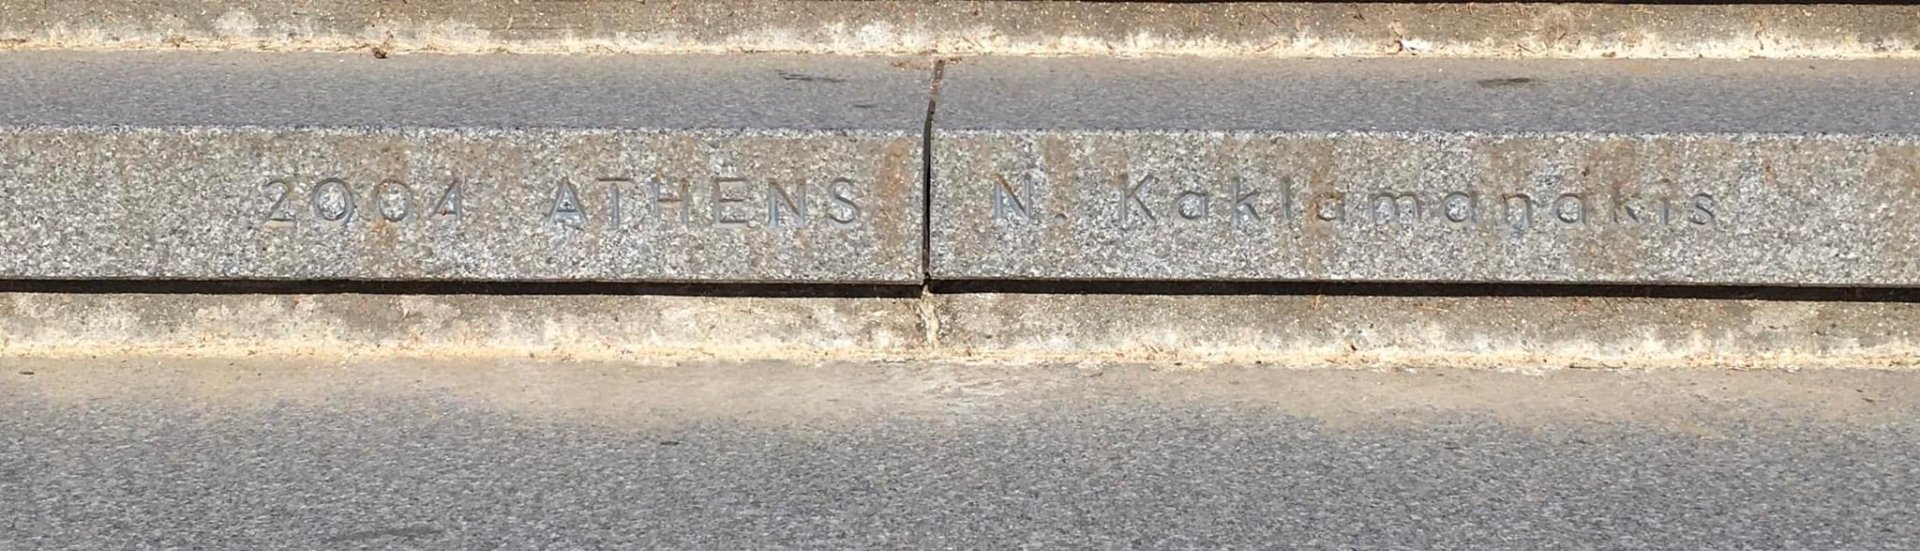 2004 ATHENS N. Kaklamanakis